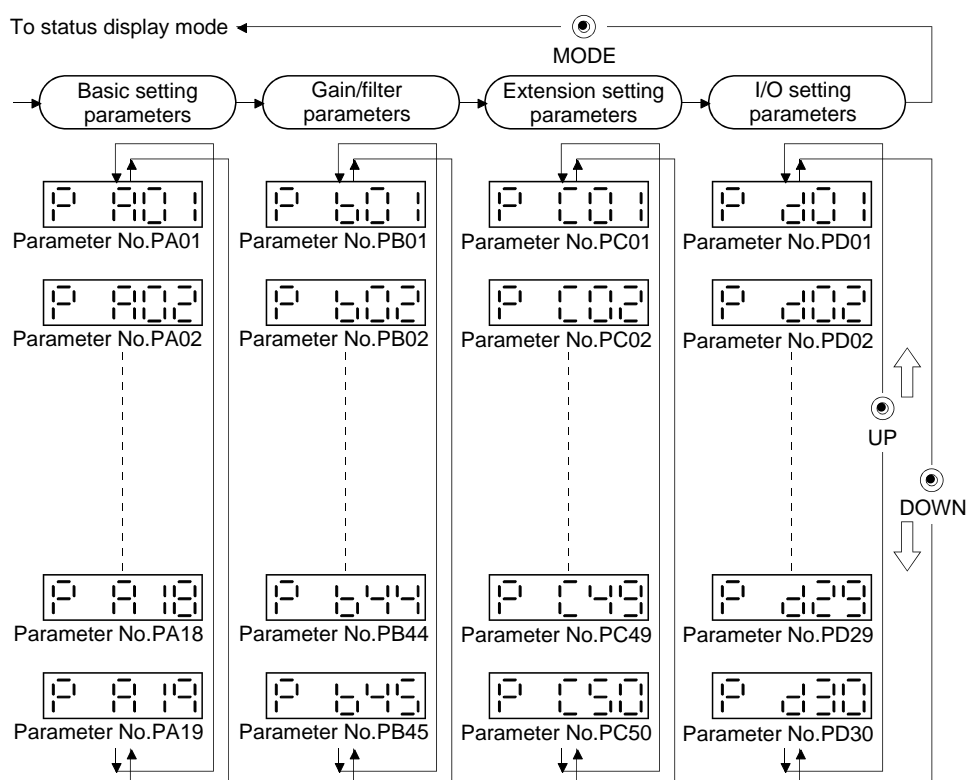 To status display mode
MODE
Basic setting
parameters
Gain/filter
parameters
Extension setting
parameters
I/O setting
parameters
P A01
P b01
P C01
P d01
Parameter No.PA01
Parameter No.PB01
Parameter No.PC01
Parameter No.PD01
P A02
P b02
P C02
P d02
Parameter No.PA02
Parameter No.PB02
Parameter No.PC02
Parameter No.PD02
UP
DOWN
P A18
P b44
P C49
P d29
Parameter No.PA18
Parameter No.PB44
Parameter No.PC49
Parameter No.PD29
P A19
P b45
P C50
P d30
Parameter No.PA19
Parameter No.PB45
Parameter No.PC50
Parameter No.PD30